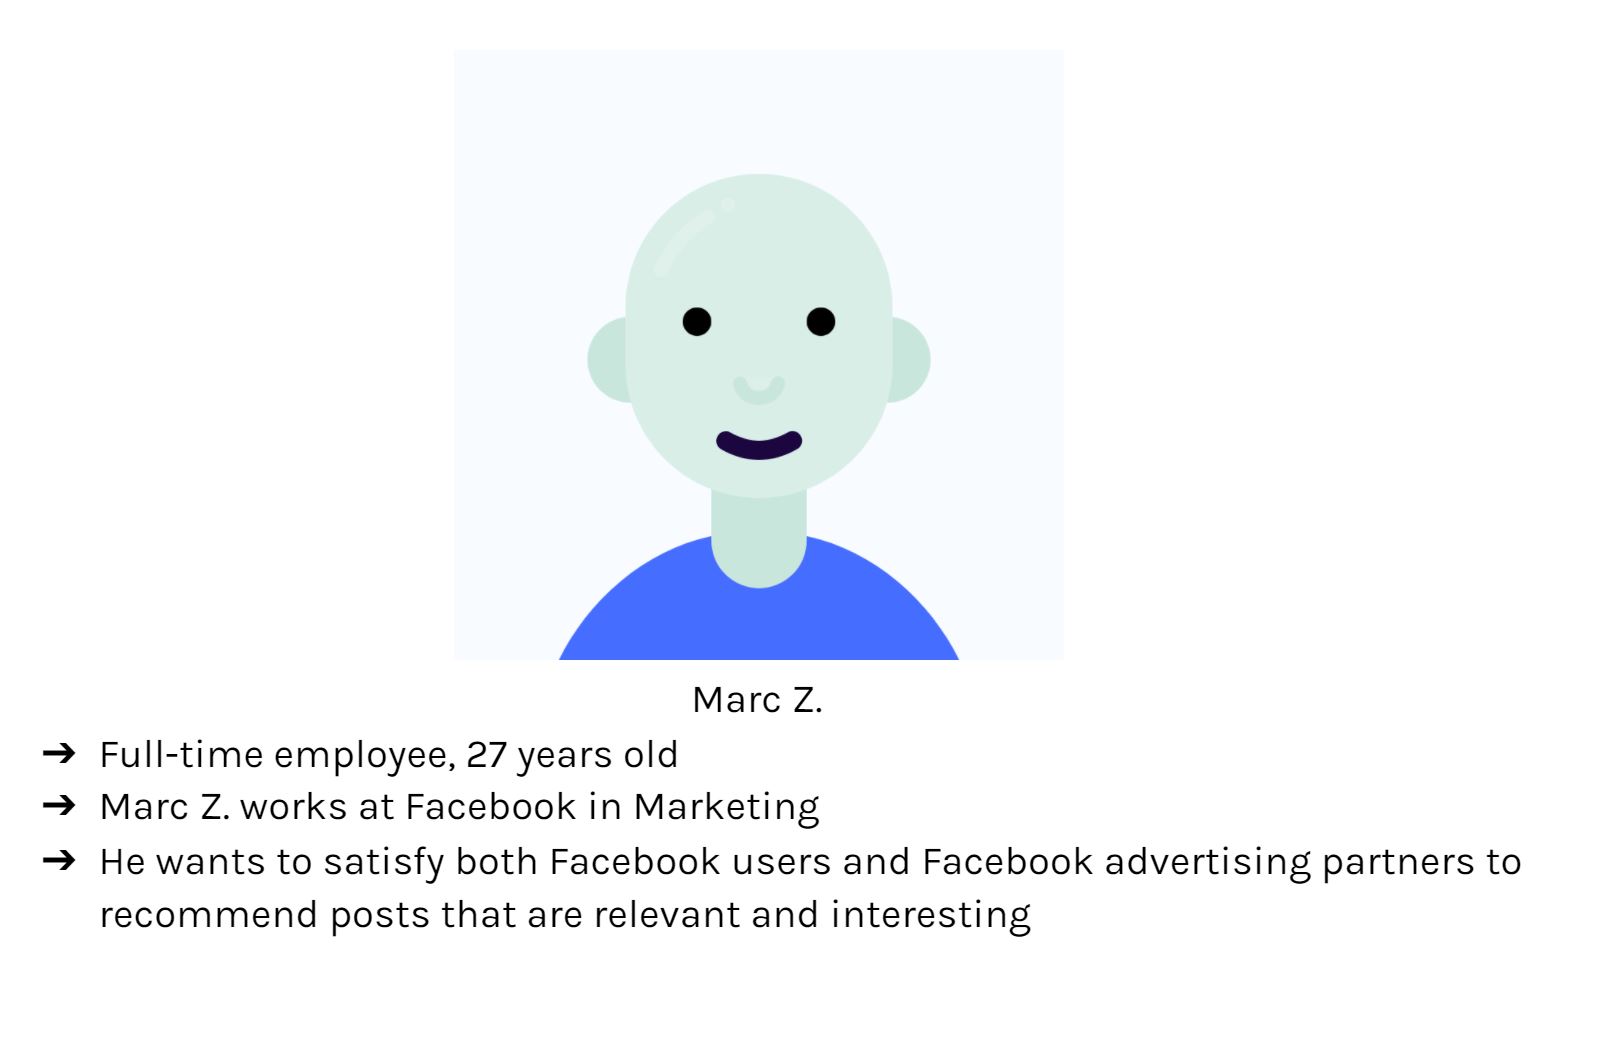 Marc Z.
➔ Full-time employee, 27 years old
➔ Marc Z. works at Facebook in Marketing
➔ He wants to satisfy both Facebook users and Facebook advertising partners to
recommend posts that are relevant and interesting